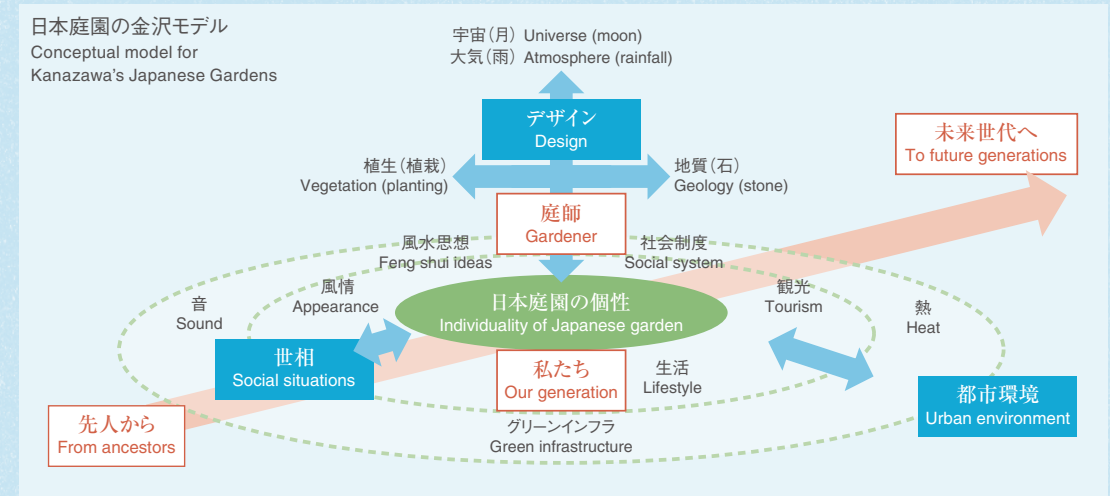 日本庭園の金沢モデル
Conceptual model for
Kanazawa's Japanese Gardens
宇宙（月） Universe (moon)
大気（雨） Atmosphere (rainfall)
デザイン
Design
未来世代へ
To future generations
植生（植栽）
Vegetation (planting)
地質（石）
Geology (stone)
庭師
Gardener
風水思想
Feng shui ideas
社会制度
Social system
風情
Appearance
観光
Tourism
音
Sound
日本庭園の個性
Individuality of Japanese garden
熱
Heat
世相
Social situations
私たち
Our generation
生活
Lifestyle
都市環境
Urban environment
先人から
From ancestors
グリーンインフラ
Green infrastructure